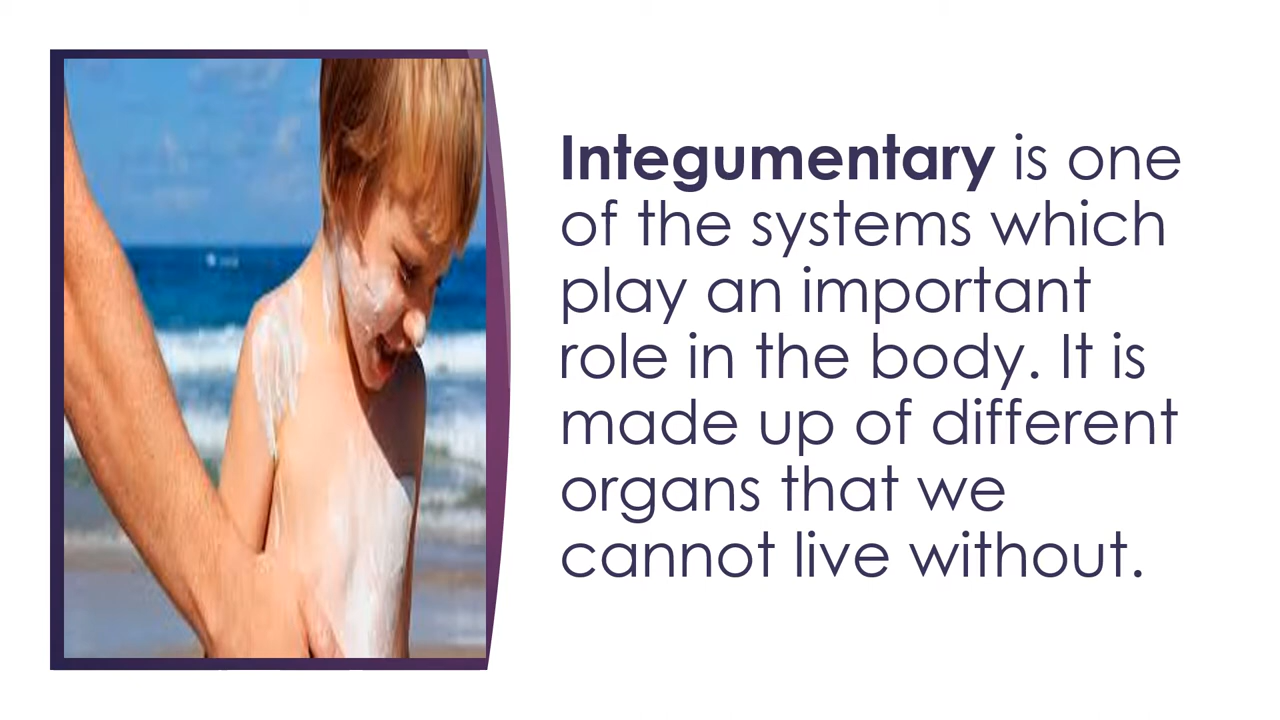 Integumentary is one
of the systems which
play an important
role in the body. It is
made up of different
organs that we
cannot live without.